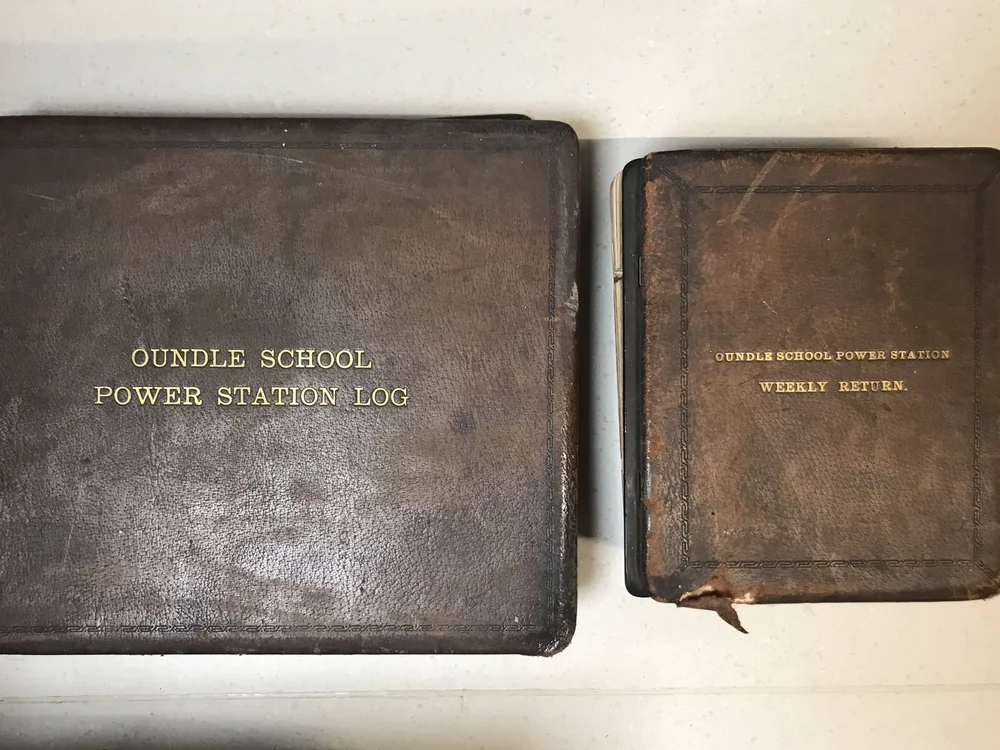 OUNDLE SCHOOL
POWER STATION LOG
OUNDLE SCHOOL POWER STATION
WEEKLY RETURN.